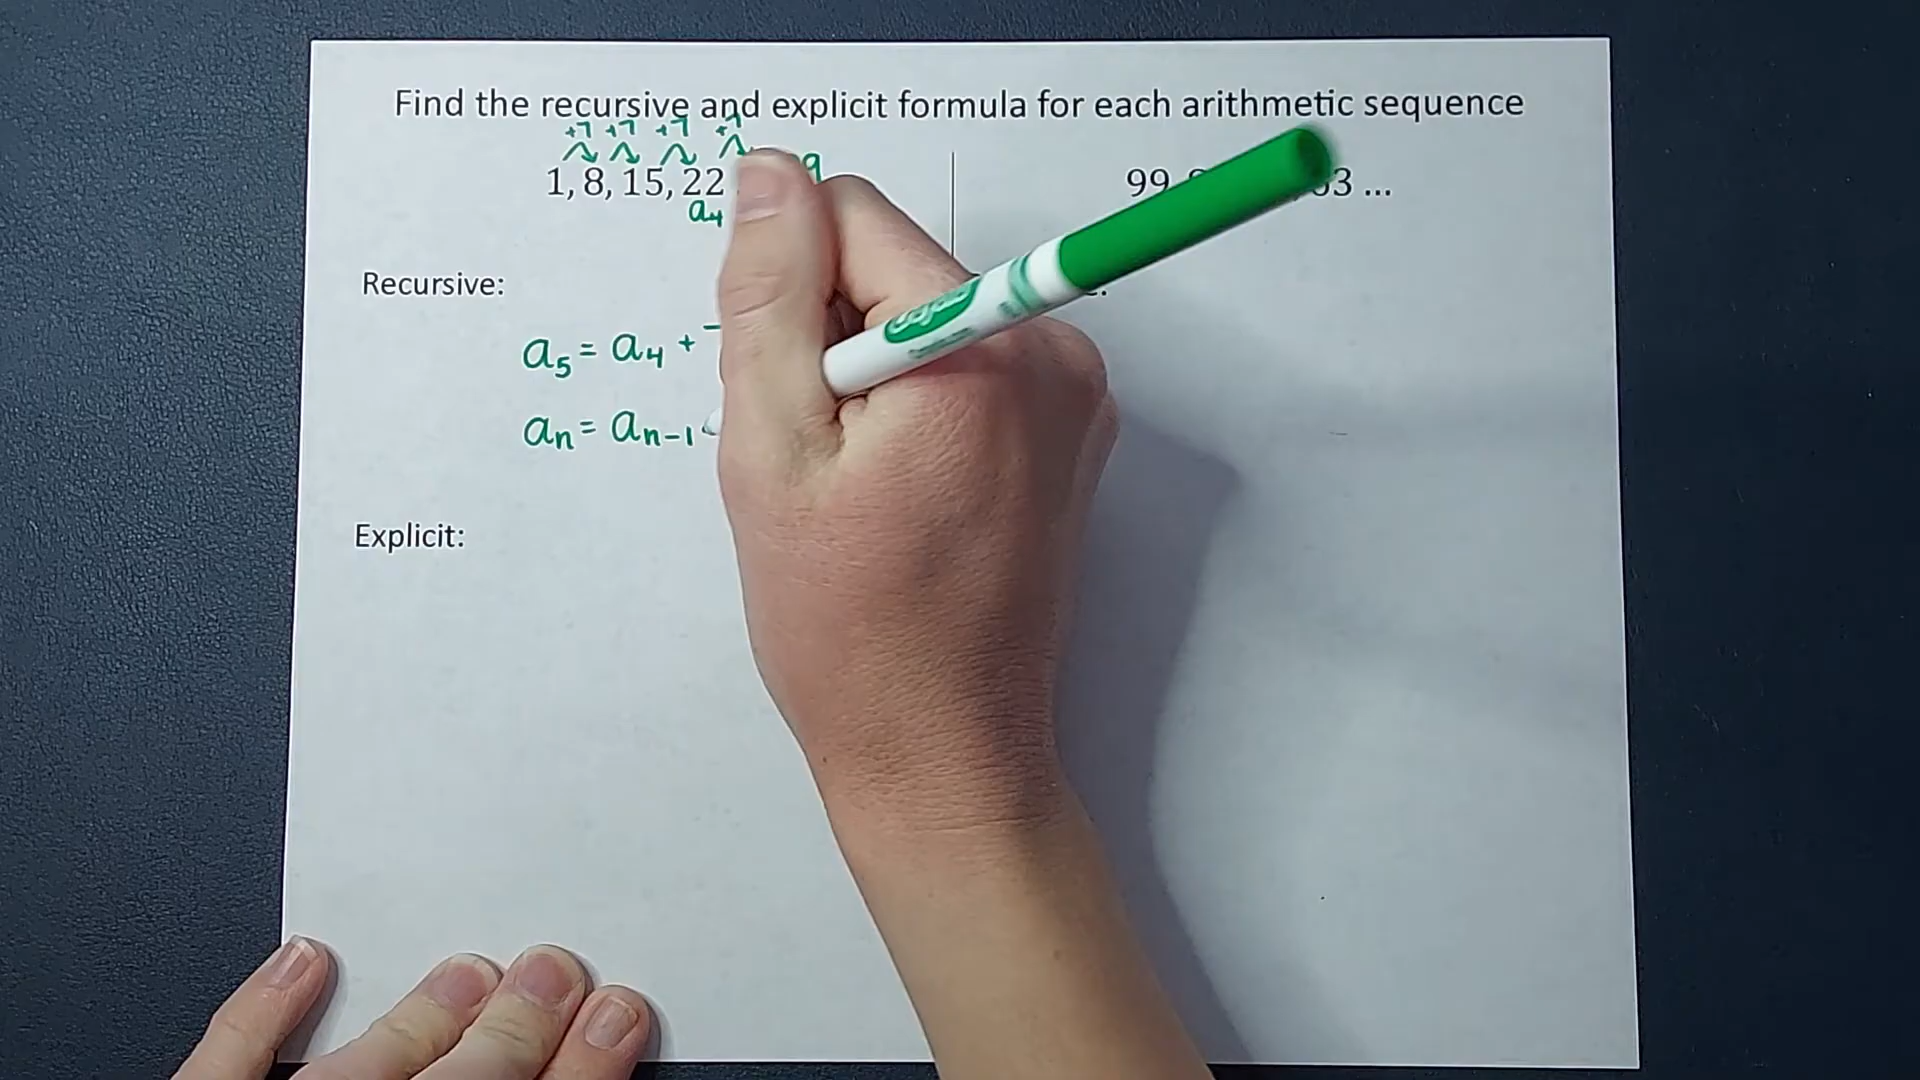 Find the recursive and explicit formula for each arithmetic sequence
+7 +7 +7 +7
1, 8, 15, 22
a4
99 63 ...
Recursive:
a5 = a4 +
an = an-1
Explicit: